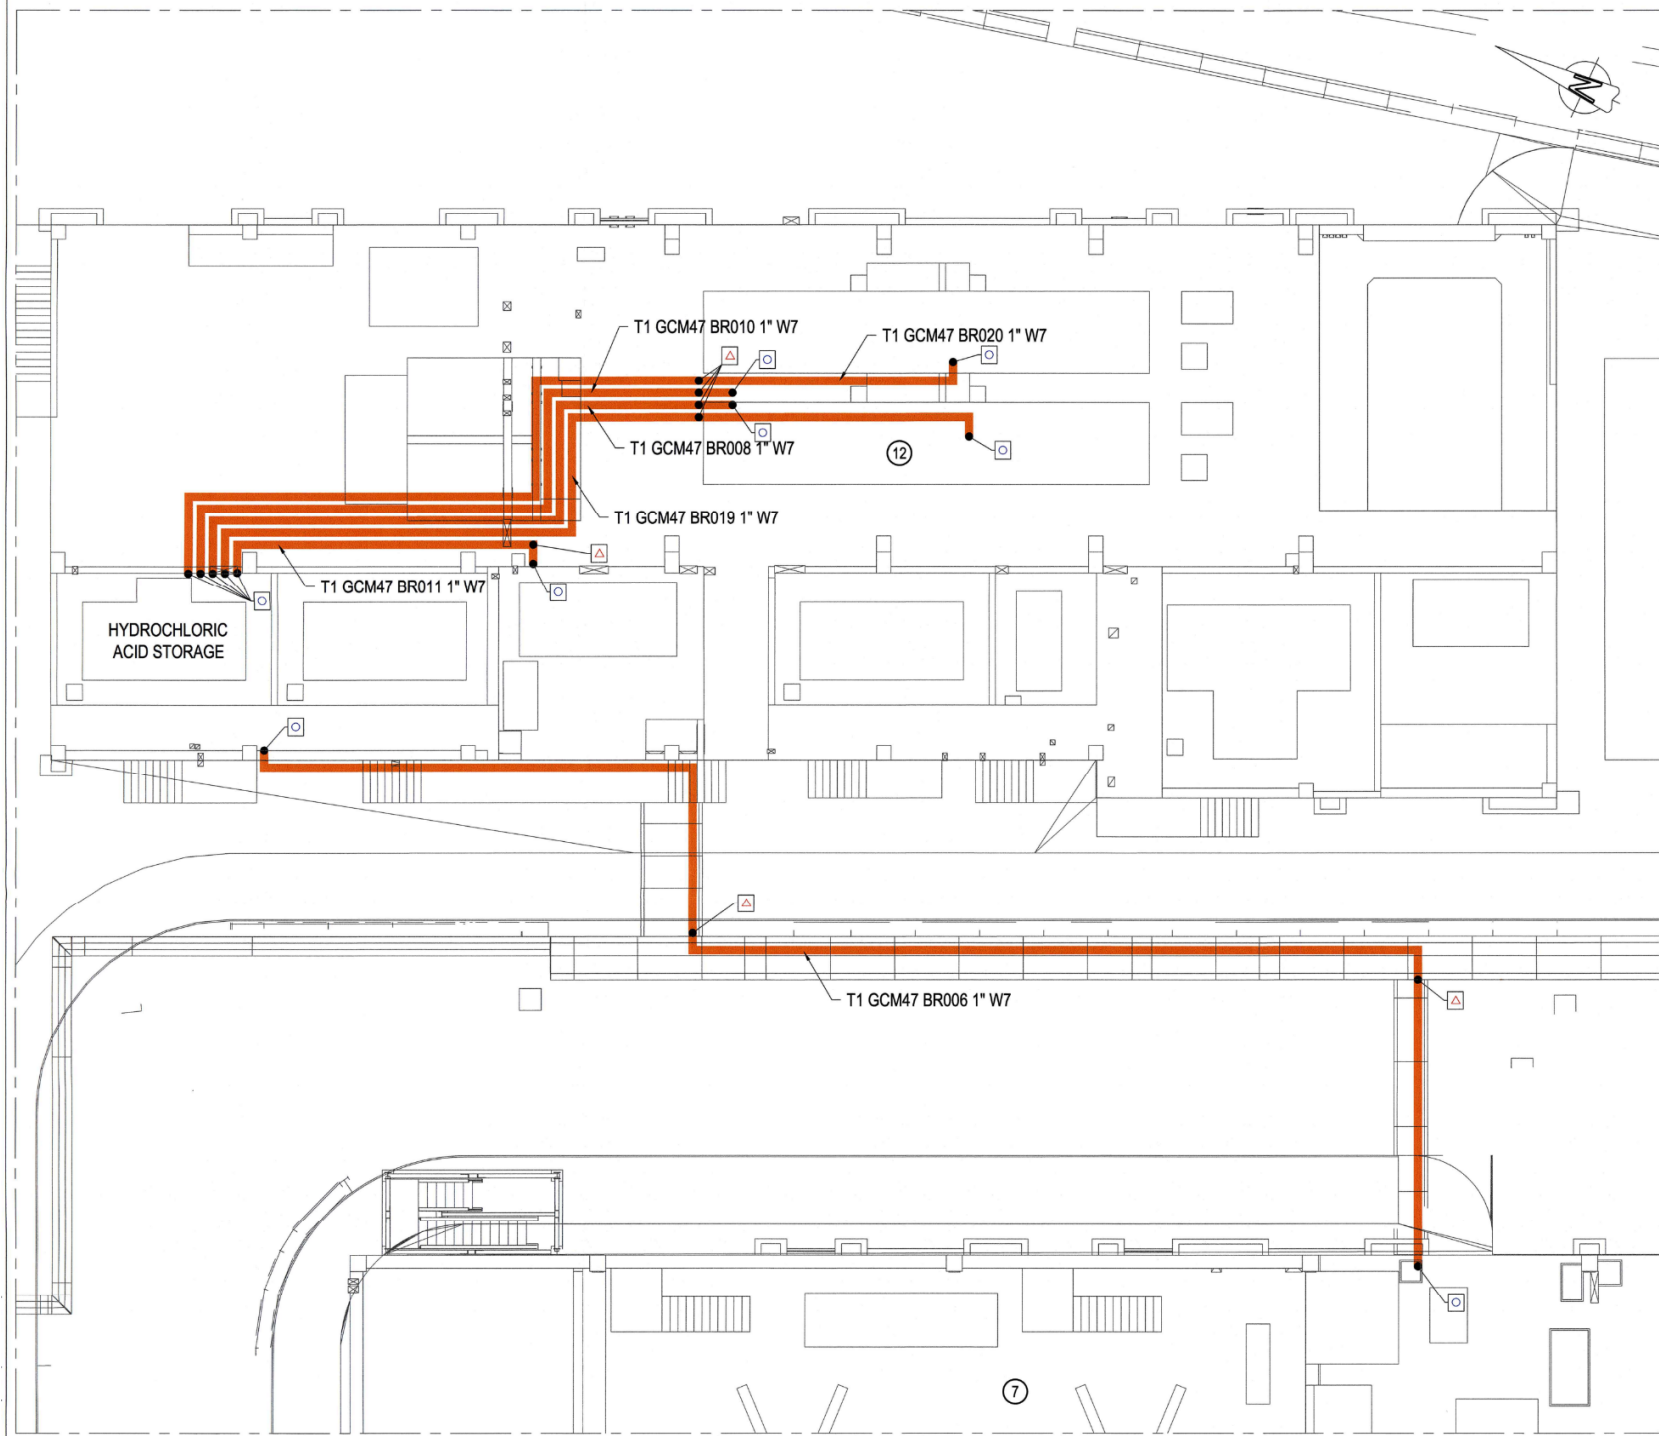 N
T1 GCM47 BR010 1" W7
T1 GCM47 BR020 1" W7
T1 GCM47 BR008 1" W7
12
T1 GCM47 BR019 1" W7
T1 GCM47 BR011 1" W7
HYDROCHLORIC
ACID STORAGE
T1 GCM47 BR006 1" W7
7